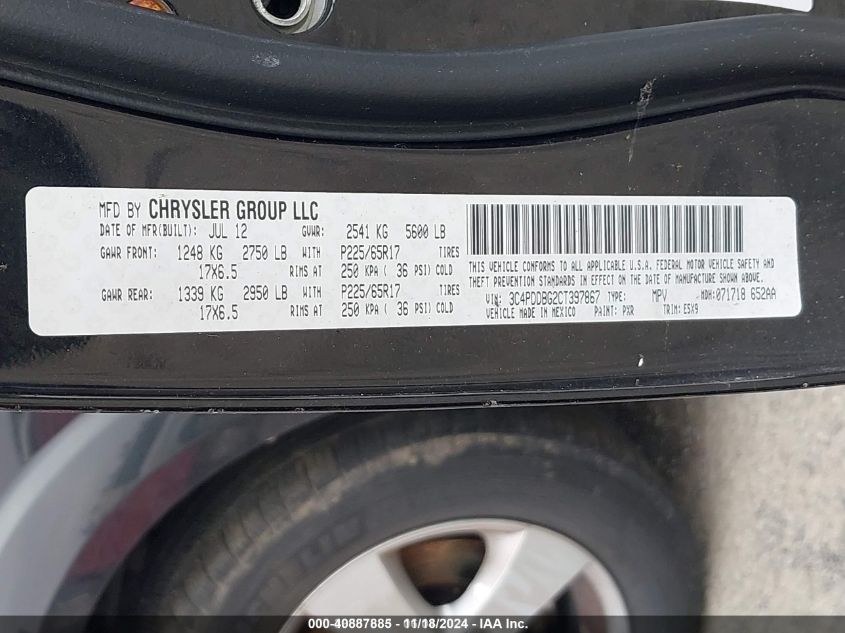 MFD BY CHRYSLER GROUP LLC
DATE OF MFR(BUILT): JUL 12 GVWR: 2541 KG 5600 LB
GAWR FRONT: 1248 KG 2750 LB WITH P225/65R17 TIRES
17X6.5 RIMS AT 250 KPA ( 36 PSI) COLD
GAWR REAR: 1339 KG 2950 LB WITH P225/65R17 TIRES
17X6.5 RIMS AT 250 KPA ( 36 PSI) COLD
THIS VEHICLE CONFORMS TO ALL APPLICABLE U.S.A. FEDERAL MOTOR VEHICLE SAFETY AND
THEFT PREVENTION STANDARDS IN EFFECT ON THE DATE OF MANUFACTURE SHOWN ABOVE.
VIN: 3C4PDDBG2CT397867 TYPE: MPV MDH: 071718 652AA
VEHICLE MADE IN MEXICO PAINT: PXR TRIM: ESX9
000-40887885 - 11/18/2024 - IAA Inc.